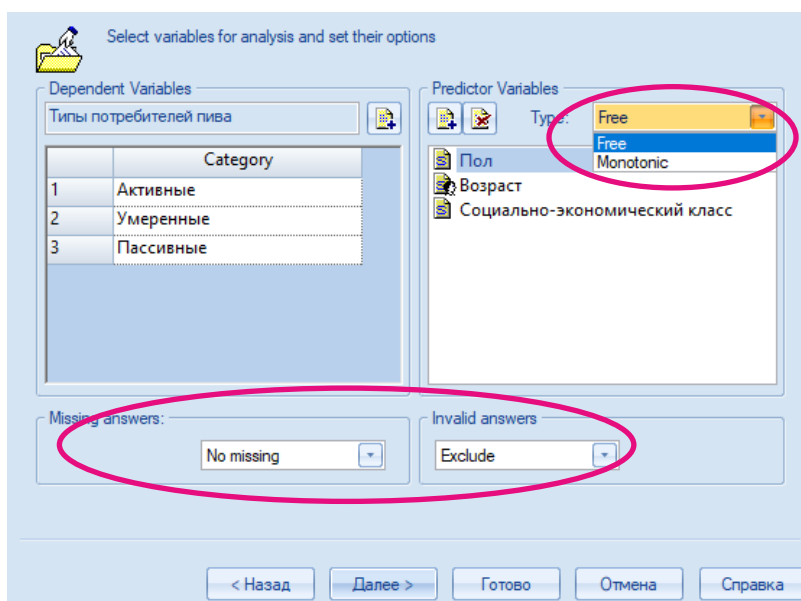 Select variables for analysis and set their options
Dependent Variables
Типы потребителей пива
Category
1 Активные
2 Умеренные
3 Пассивные
Predictor Variables
Type: Free
Free
Monotonic
Пол
Возраст
Социально-экономический класс
Missing answers:
No missing
Invalid answers
Exclude
< Назад Далее > Готово Отмена Справка